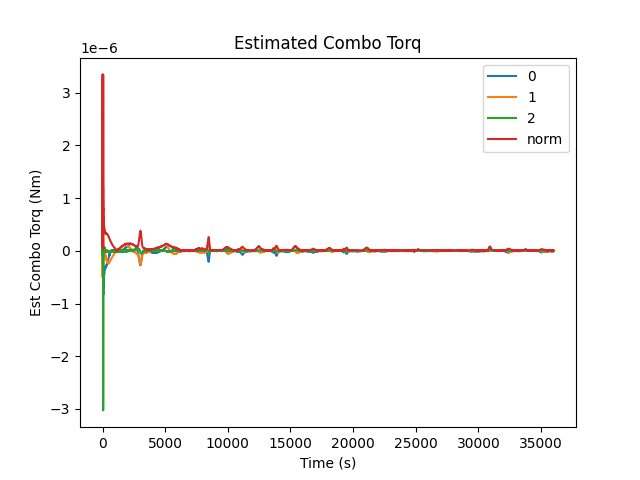 Estimated Combo Torq
1e−6
3
2
1
0
−1
−2
−3
Est Combo Torq (Nm)
0
1
2
norm
0 5000 10000 15000 20000 25000 30000 35000
Time (s)